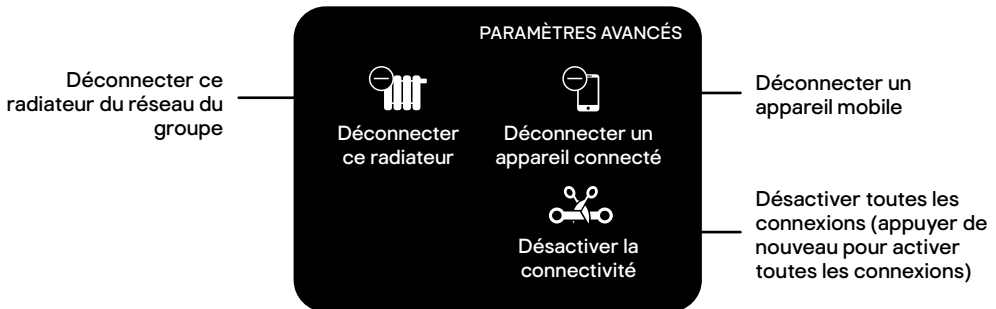 PARAMÈTRES AVANCÉS
Déconnecter ce
radiateur du réseau du
groupe
Déconnecter
ce radiateur
Déconnecter un
appareil connecté
Déconnecter un
appareil mobile
Désactiver la
connectivité
Désactiver toutes les
connexions (appuyer de
nouveau pour activer
toutes les connexions)